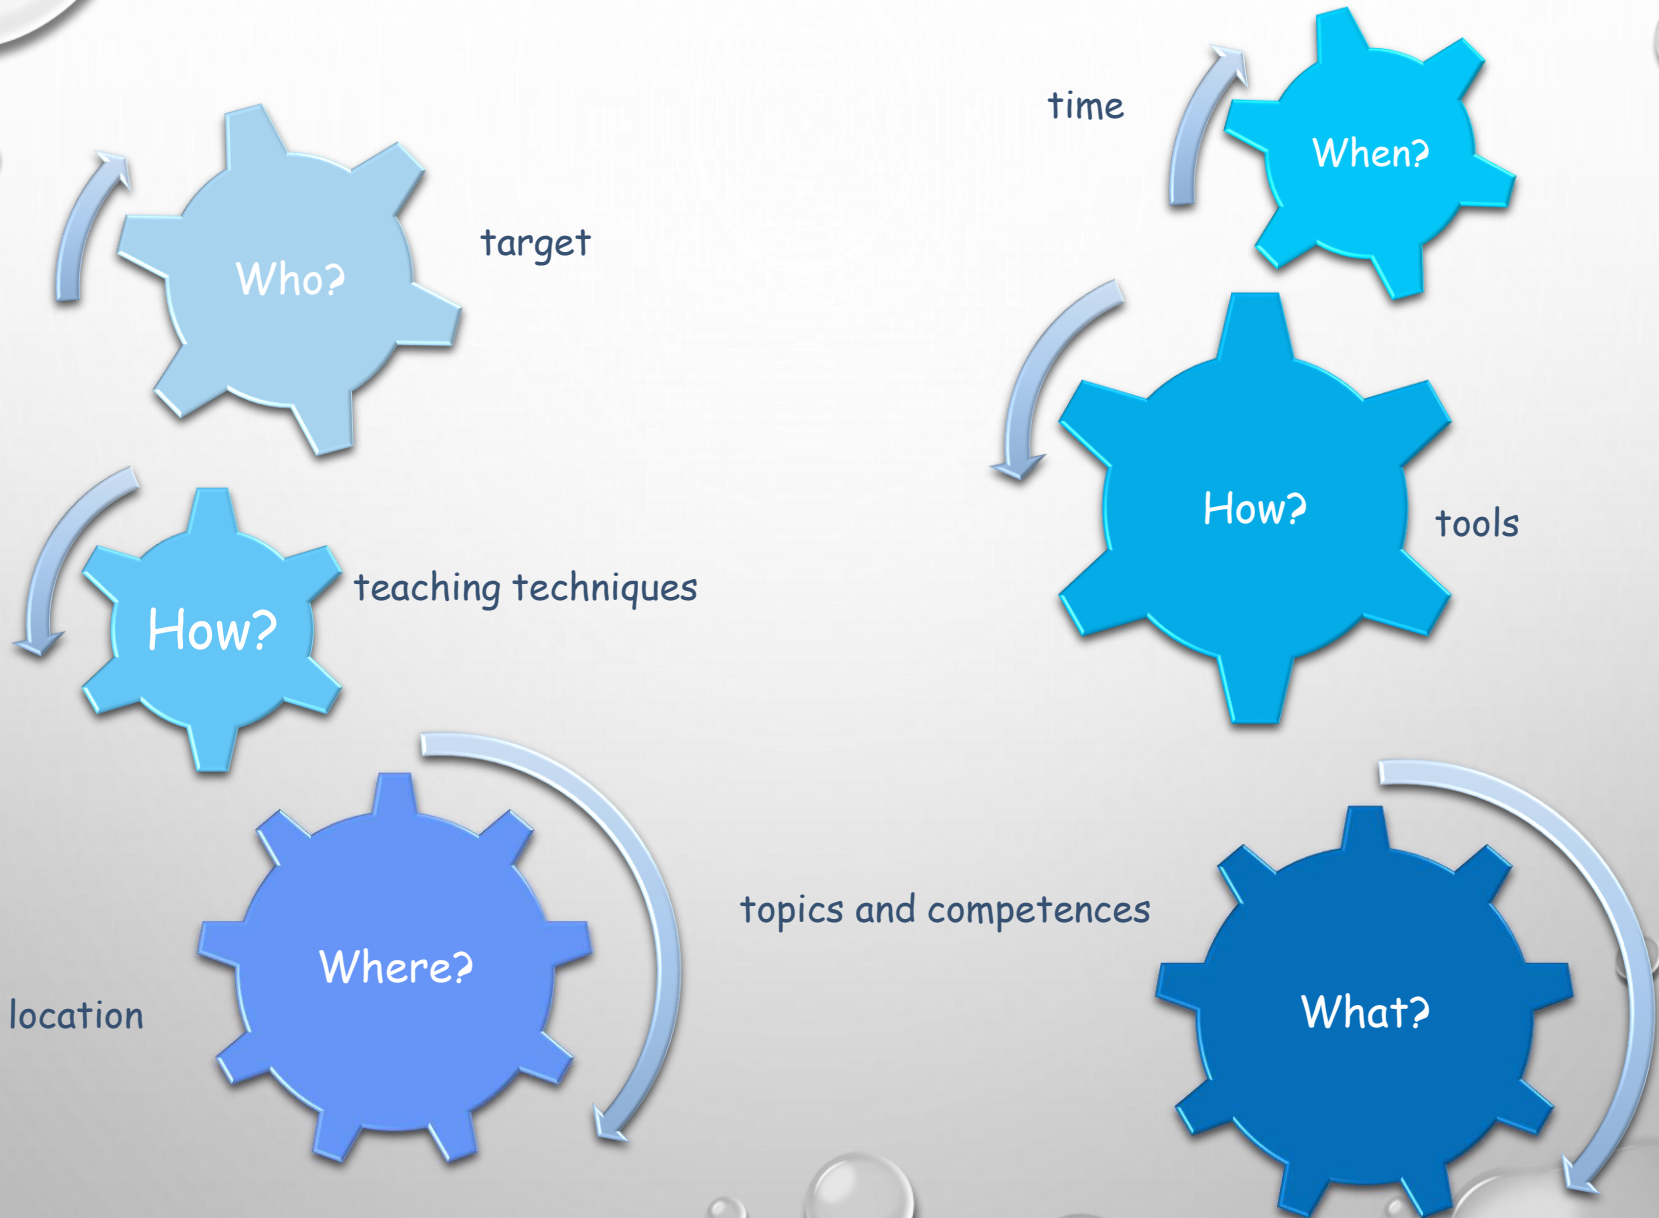 Who?
target
How?
teaching techniques
Where?
location
time
When?
How?
tools
topics and competences
What?